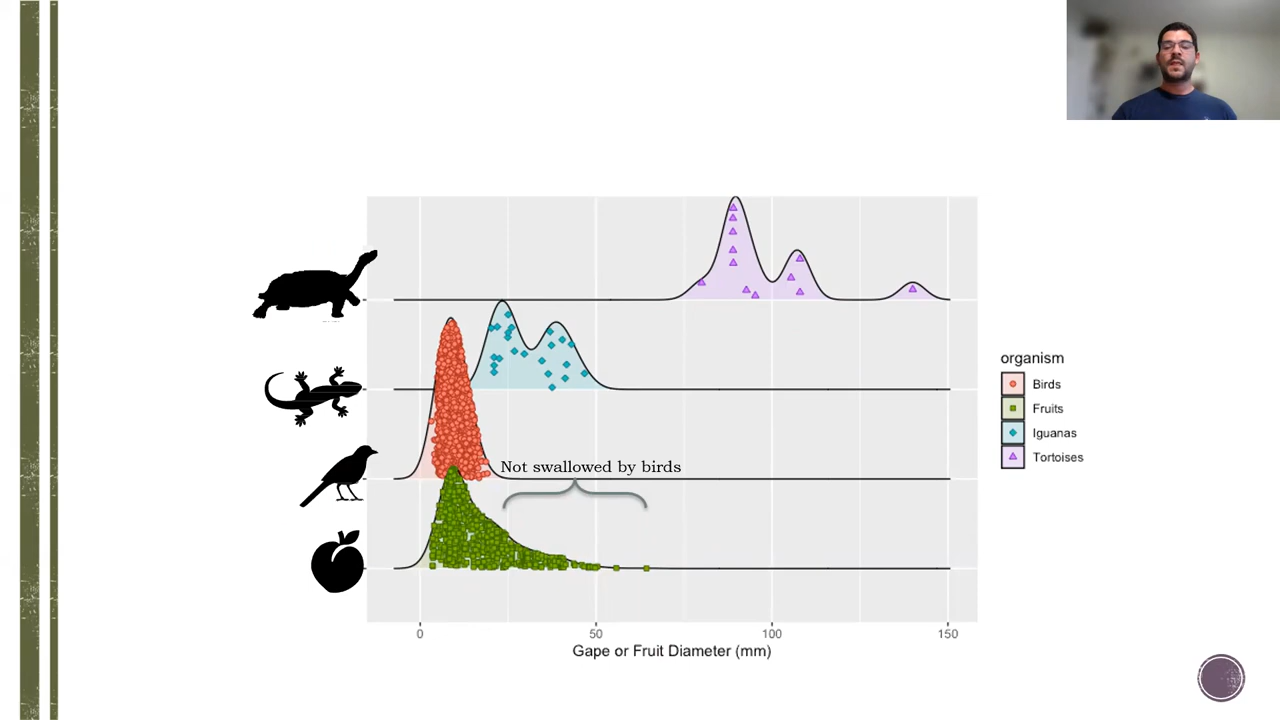 organism
Birds
Fruits
Iguanas
Tortoises
Not swallowed by birds
0
50
100
150
Gape or Fruit Diameter (mm)